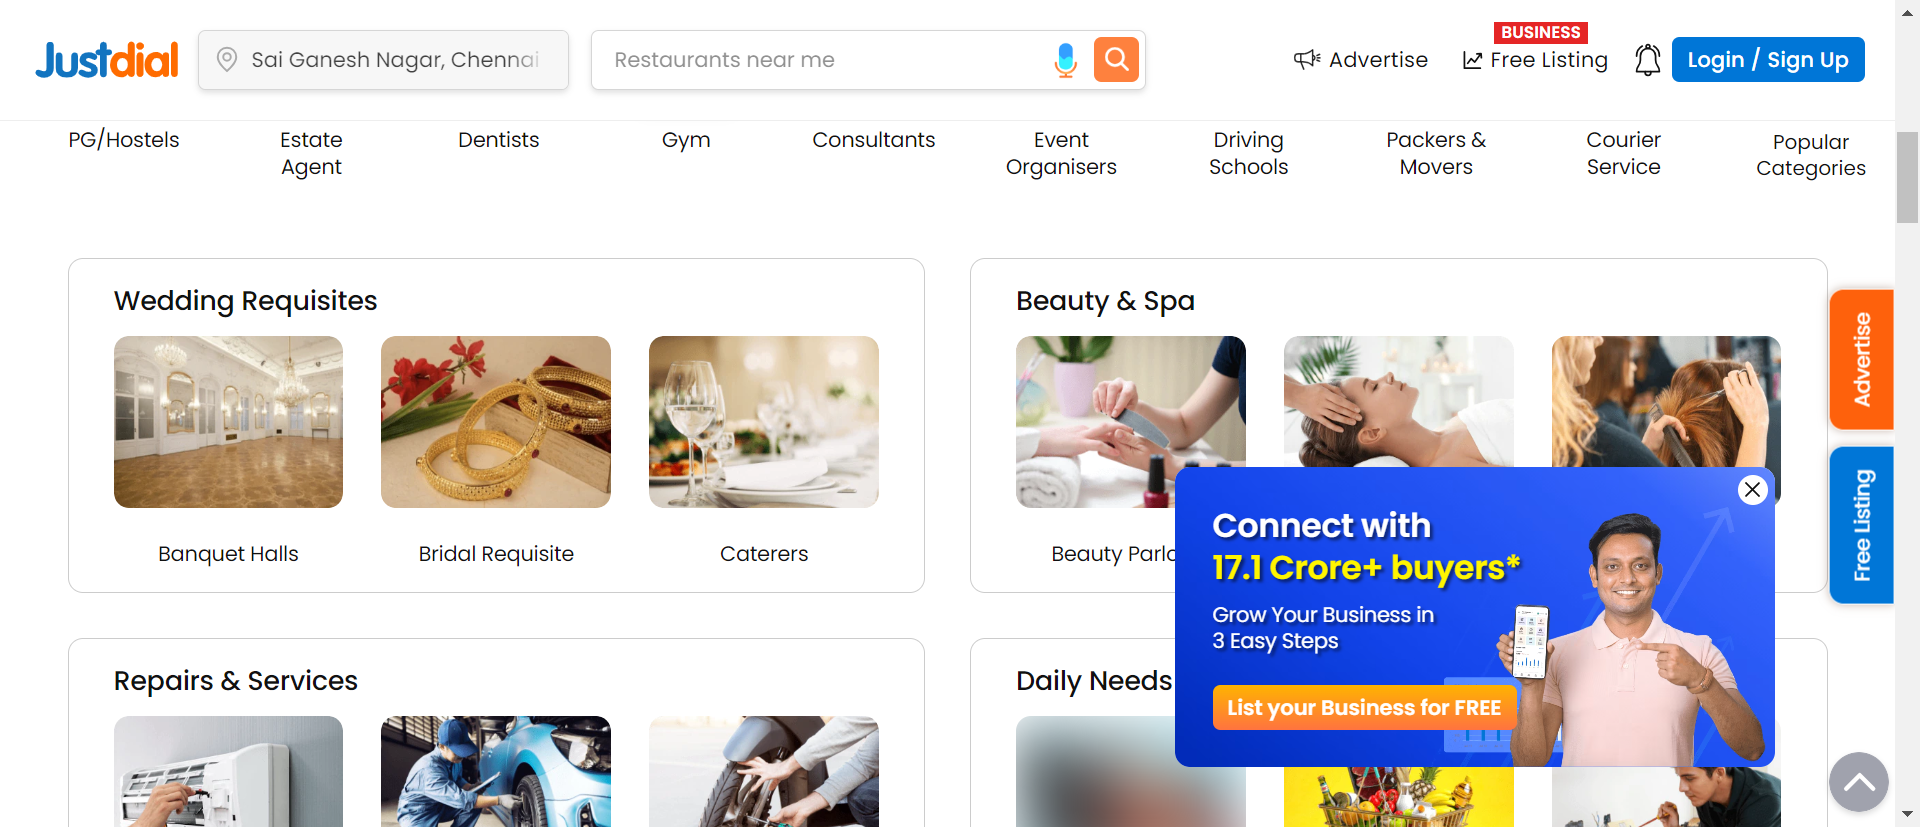 Justdial
Sai Ganesh Nagar, Chennai
Restaurants near me
Advertise
BUSINESS
Free Listing
Login / Sign Up
PG/Hostels
Estate
Agent
Dentists
Gym
Consultants
Event
Organisers
Driving
Schools
Packers &
Movers
Courier
Service
Popular
Categories
Wedding Requisites
Banquet Halls
Bridal Requisite
Caterers
Beauty & Spa
Beauty Parlo
Advertise
Free Listing
Connect with
17.1 Crore+ buyers*
Grow Your Business in
3 Easy Steps
List your Business for FREE
Repairs & Services
Daily Needs